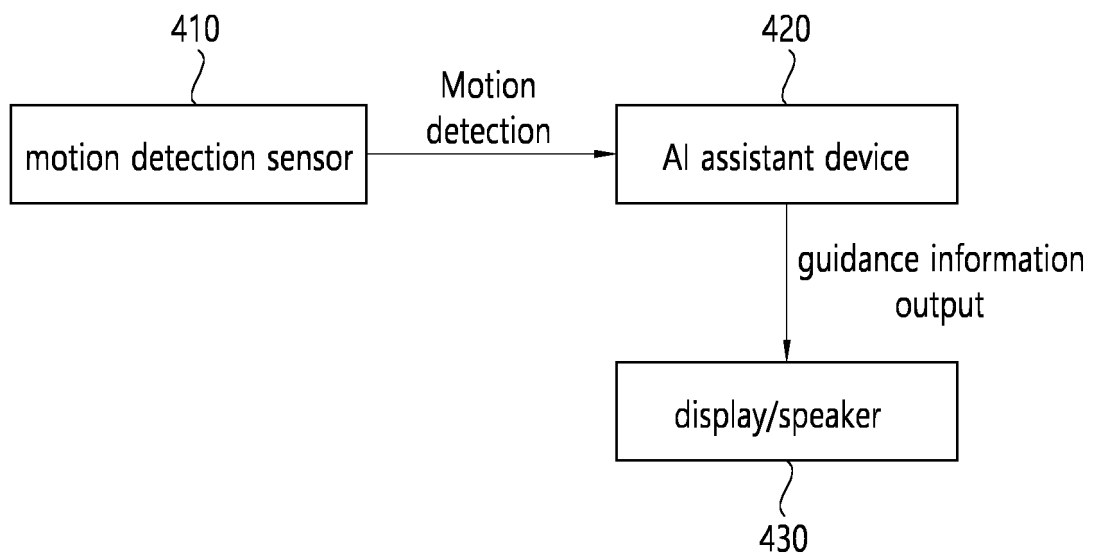 410
420
Motion
detection
motion detection sensor
AI assistant device
guidance information
output
display/speaker
430